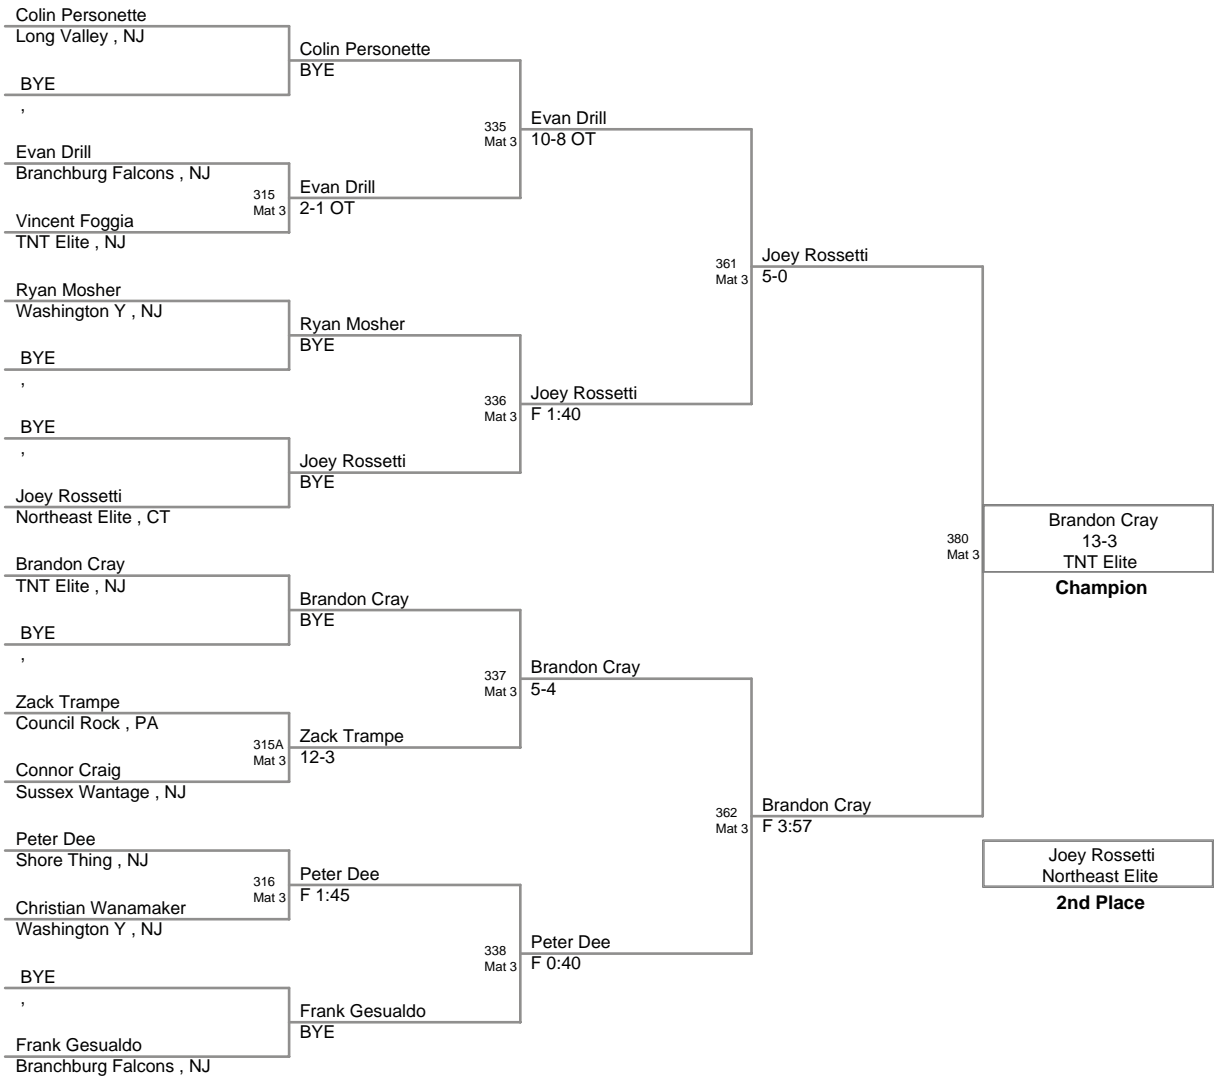 Colin Personette
Long Valley , NJ
BYE
,
Evan Drill
Branchburg Falcons , NJ
315
Mat 3
Vincent Foggia
TNT Elite , NJ
Ryan Mosher
Washington Y , NJ
BYE
,
BYE
,
Joey Rossetti
Northeast Elite , CT
Brandon Cray
TNT Elite , NJ
BYE
,
Zack Trampe
Council Rock , PA
315A
Mat 3
Connor Craig
Sussex Wantage , NJ
Peter Dee
Shore Thing , NJ
316
Mat 3
Christian Wanamaker
Washington Y , NJ
BYE
,
Frank Gesualdo
Branchburg Falcons , NJ
Colin Personette
BYE
335
Mat 3
Evan Drill
2-1 OT
Ryan Mosher
BYE
336
Mat 3
Joey Rossetti
BYE
Brandon Cray
BYE
337
Mat 3
Zack Trampe
12-3
Peter Dee
F 1:45
338
Mat 3
Frank Gesualdo
BYE
Evan Drill
10-8 OT
361
Mat 3
Joey Rossetti
F 1:40
Brandon Cray
5-4
362
Mat 3
Peter Dee
F 0:40
Joey Rossetti
5-0
380
Mat 3
Brandon Cray
F 3:57
Brandon Cray
13-3
TNT Elite
Champion
Joey Rossetti
Northeast Elite
2nd Place